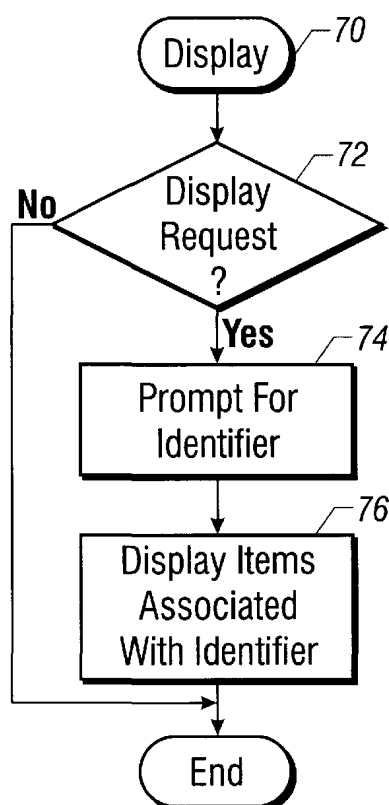 Display
70
72
Display
Request
?
No
Yes
74
Prompt For
Identifier
76
Display Items
Associated
With Identifier
End